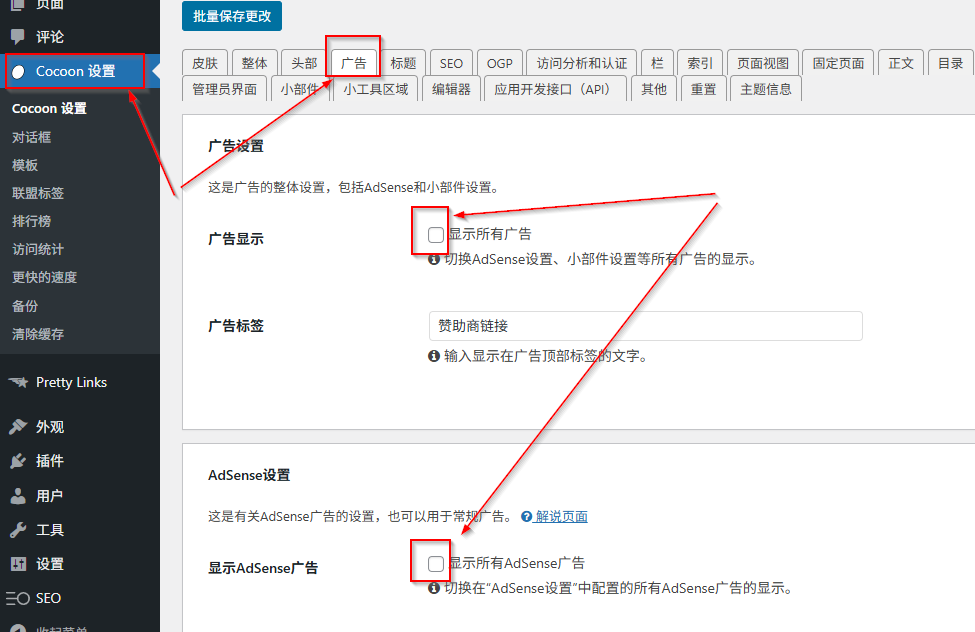 页面
评论
Cocoon 设置
Cocoon 设置
对话框
模板
联盟标签
排行榜
访问统计
更快的速度
备份
清除缓存
Pretty Links
外观
插件
用户
工具
设置
SEO
收起菜单
批量保存更改
皮肤 整体 头部 广告 标题 SEO OGP 访问分析和认证 栏 索引 页面视图 固定页面 正文 目录
管理员界面 小部件 小工具区域 编辑器 应用开发接口（API） 其他 重置 主题信息
广告设置
这是广告的整体设置，包括AdSense和小部件设置。
广告显示
显示所有广告
切换AdSense设置、小部件设置等所有广告的显示。
广告标签
赞助商链接
输入显示在广告顶部标签的文字。
AdSense设置
这是有关AdSense广告的设置，也可以用于常规广告。 解说页面
显示AdSense广告
显示所有AdSense广告
切换在“AdSense设置”中配置的所有AdSense广告的显示。